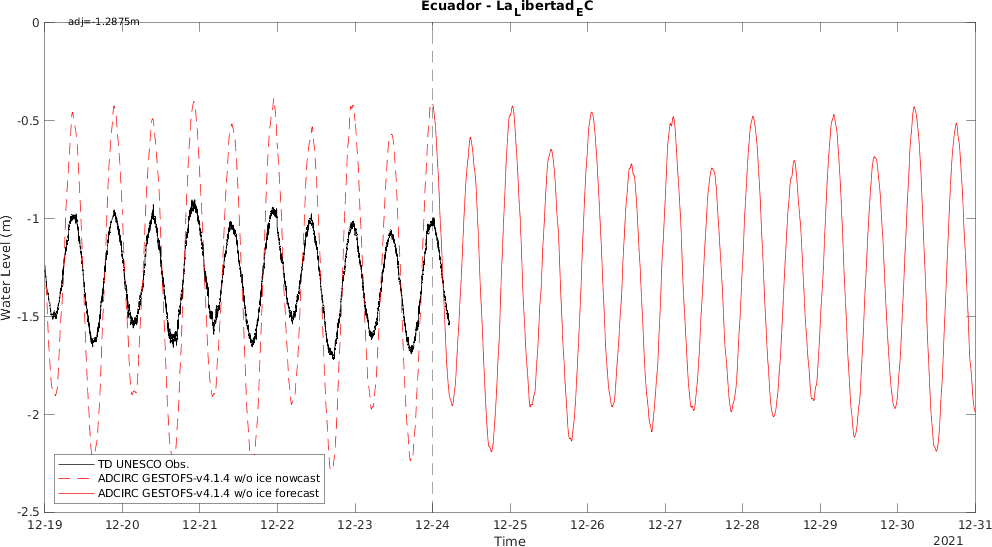 Ecuador - LaLibertadEC
adj=-1.2875m
0
-0.5
-1
-1.5
-2
-2.5
Water Level (m)
TD UNESCO Obs.
ADCIRC GESTOFS-v4.1.4 w/o ice nowcast
ADCIRC GESTOFS-v4.1.4 w/o ice forecast
12-19 12-20 12-21 12-22 12-23 12-24 12-25 12-26 12-27 12-28 12-29 12-30 12-31
Time
2021